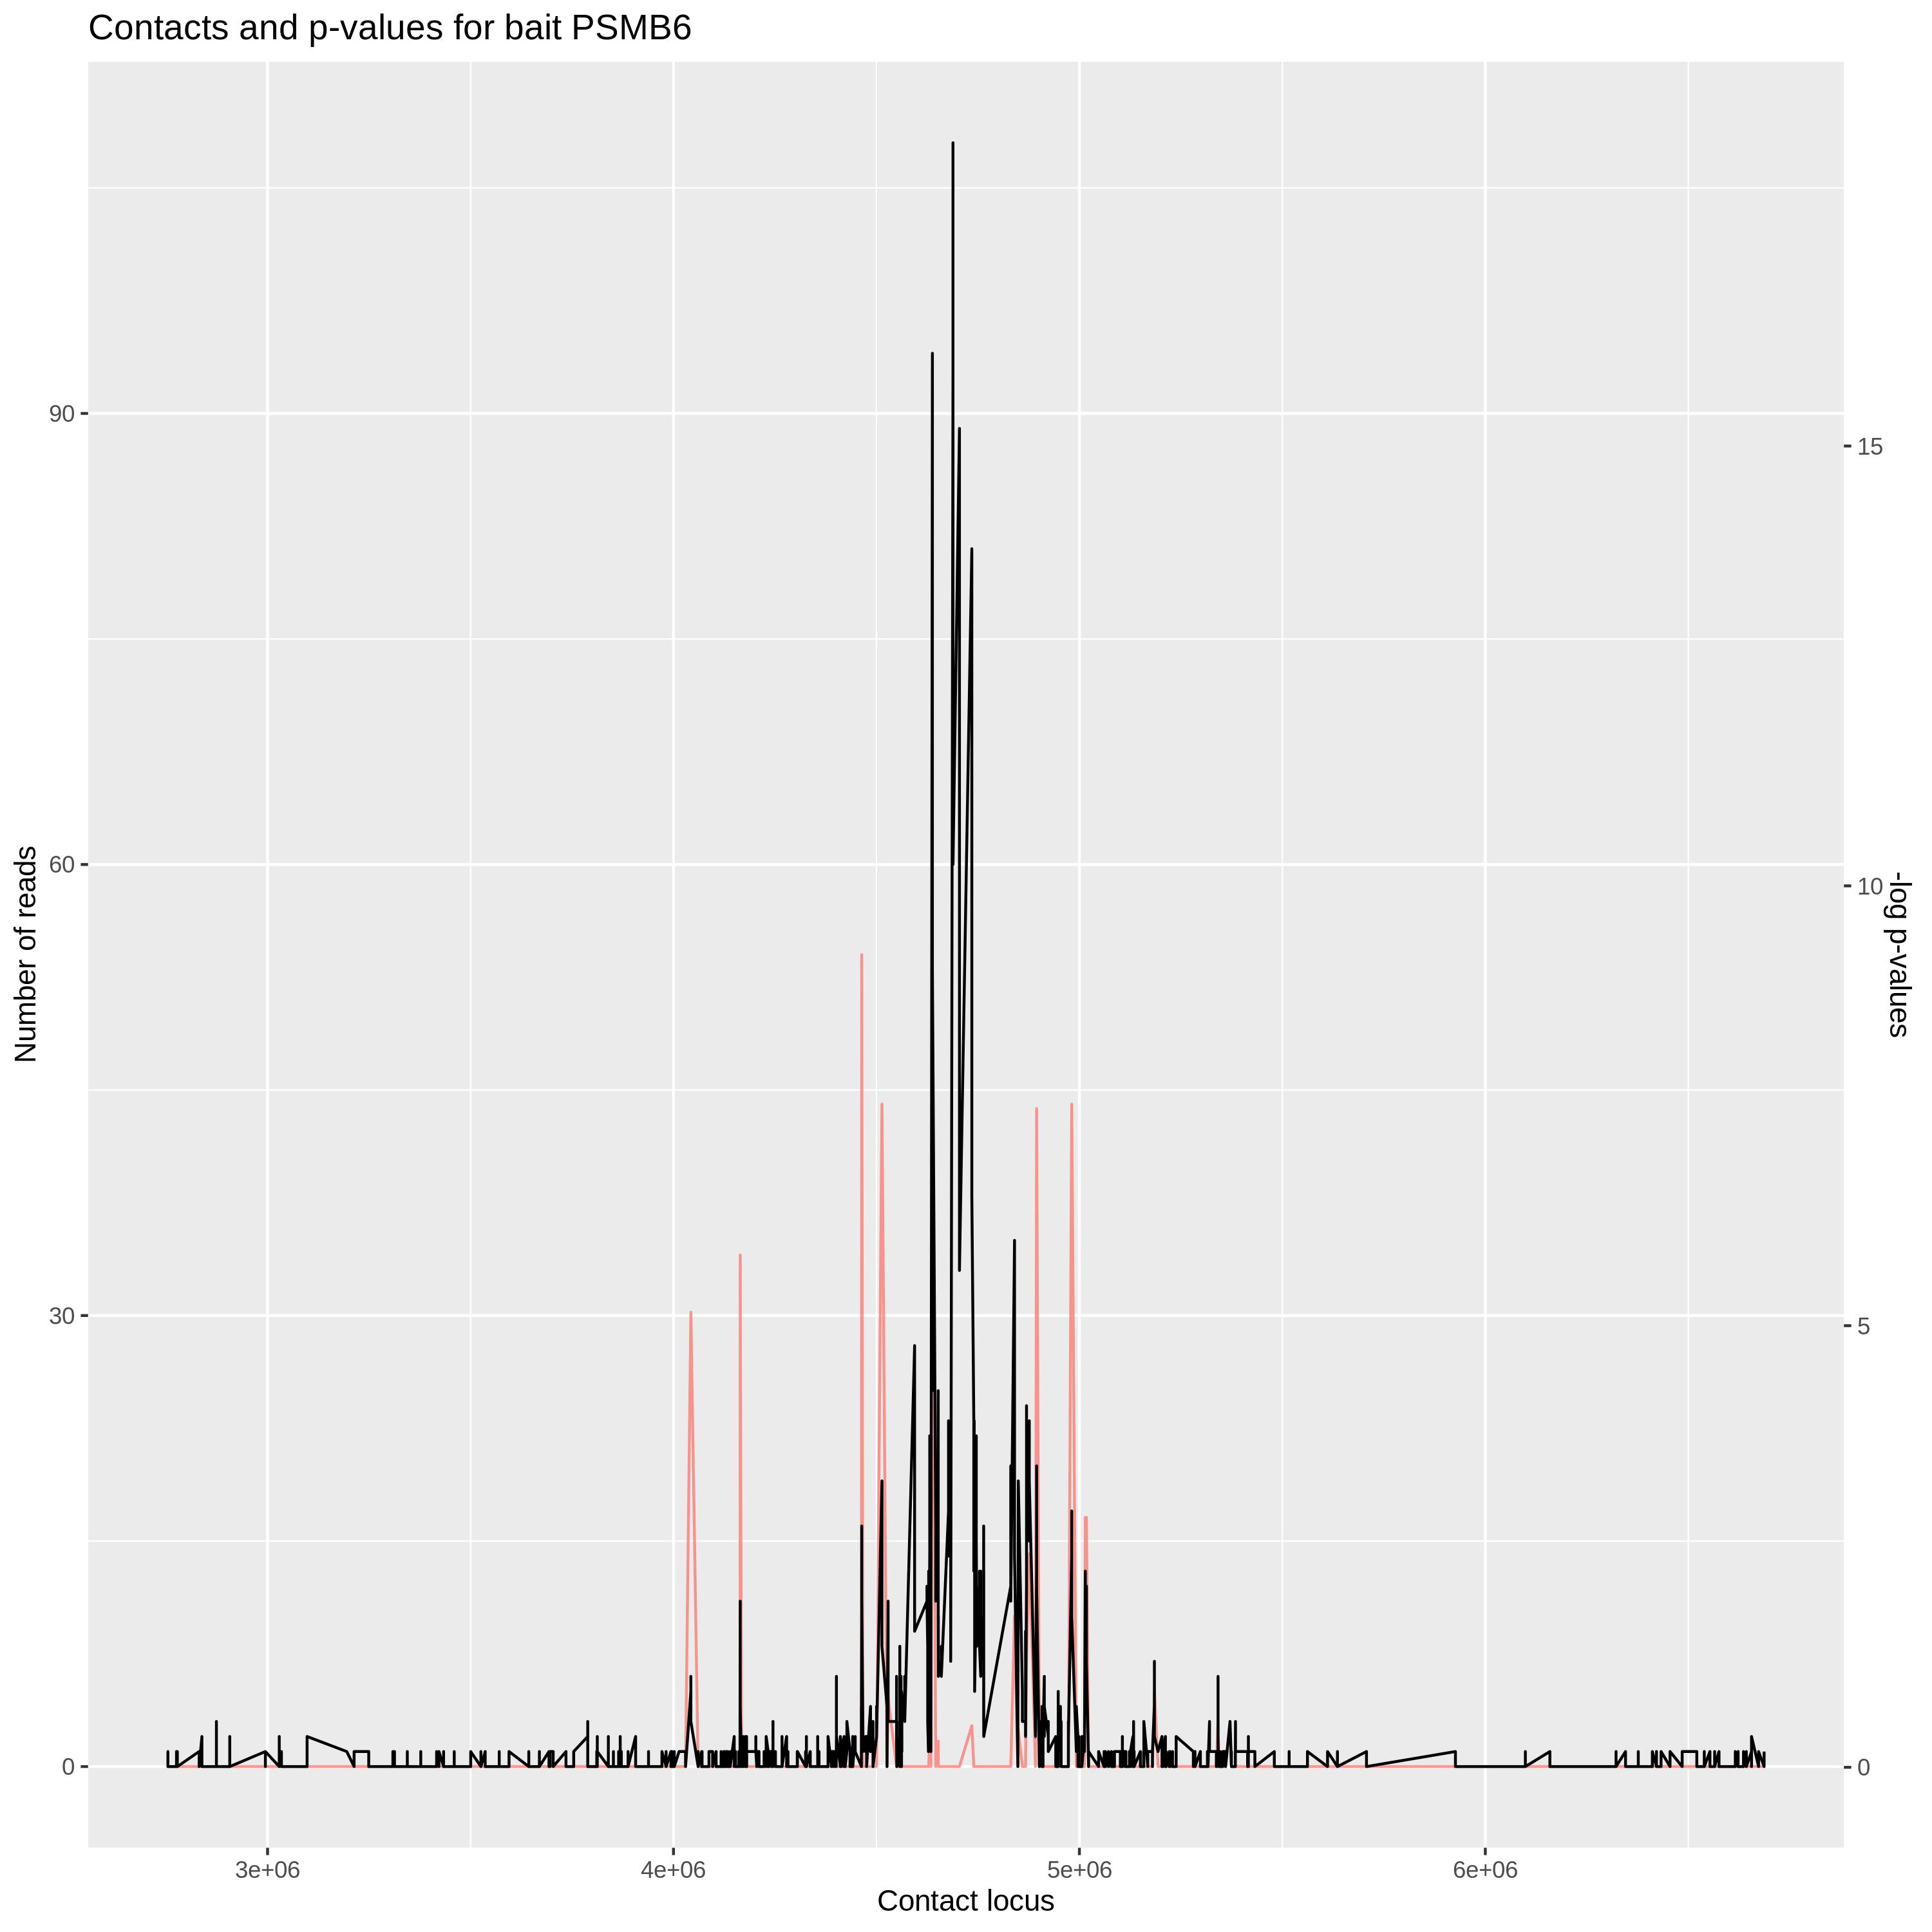 Contacts and p-values for bait PSMB6
Number of reads
90
60
30
0
-log p-values
15
10
5
0
3e+06
4e+06
5e+06
6e+06
Contact locus